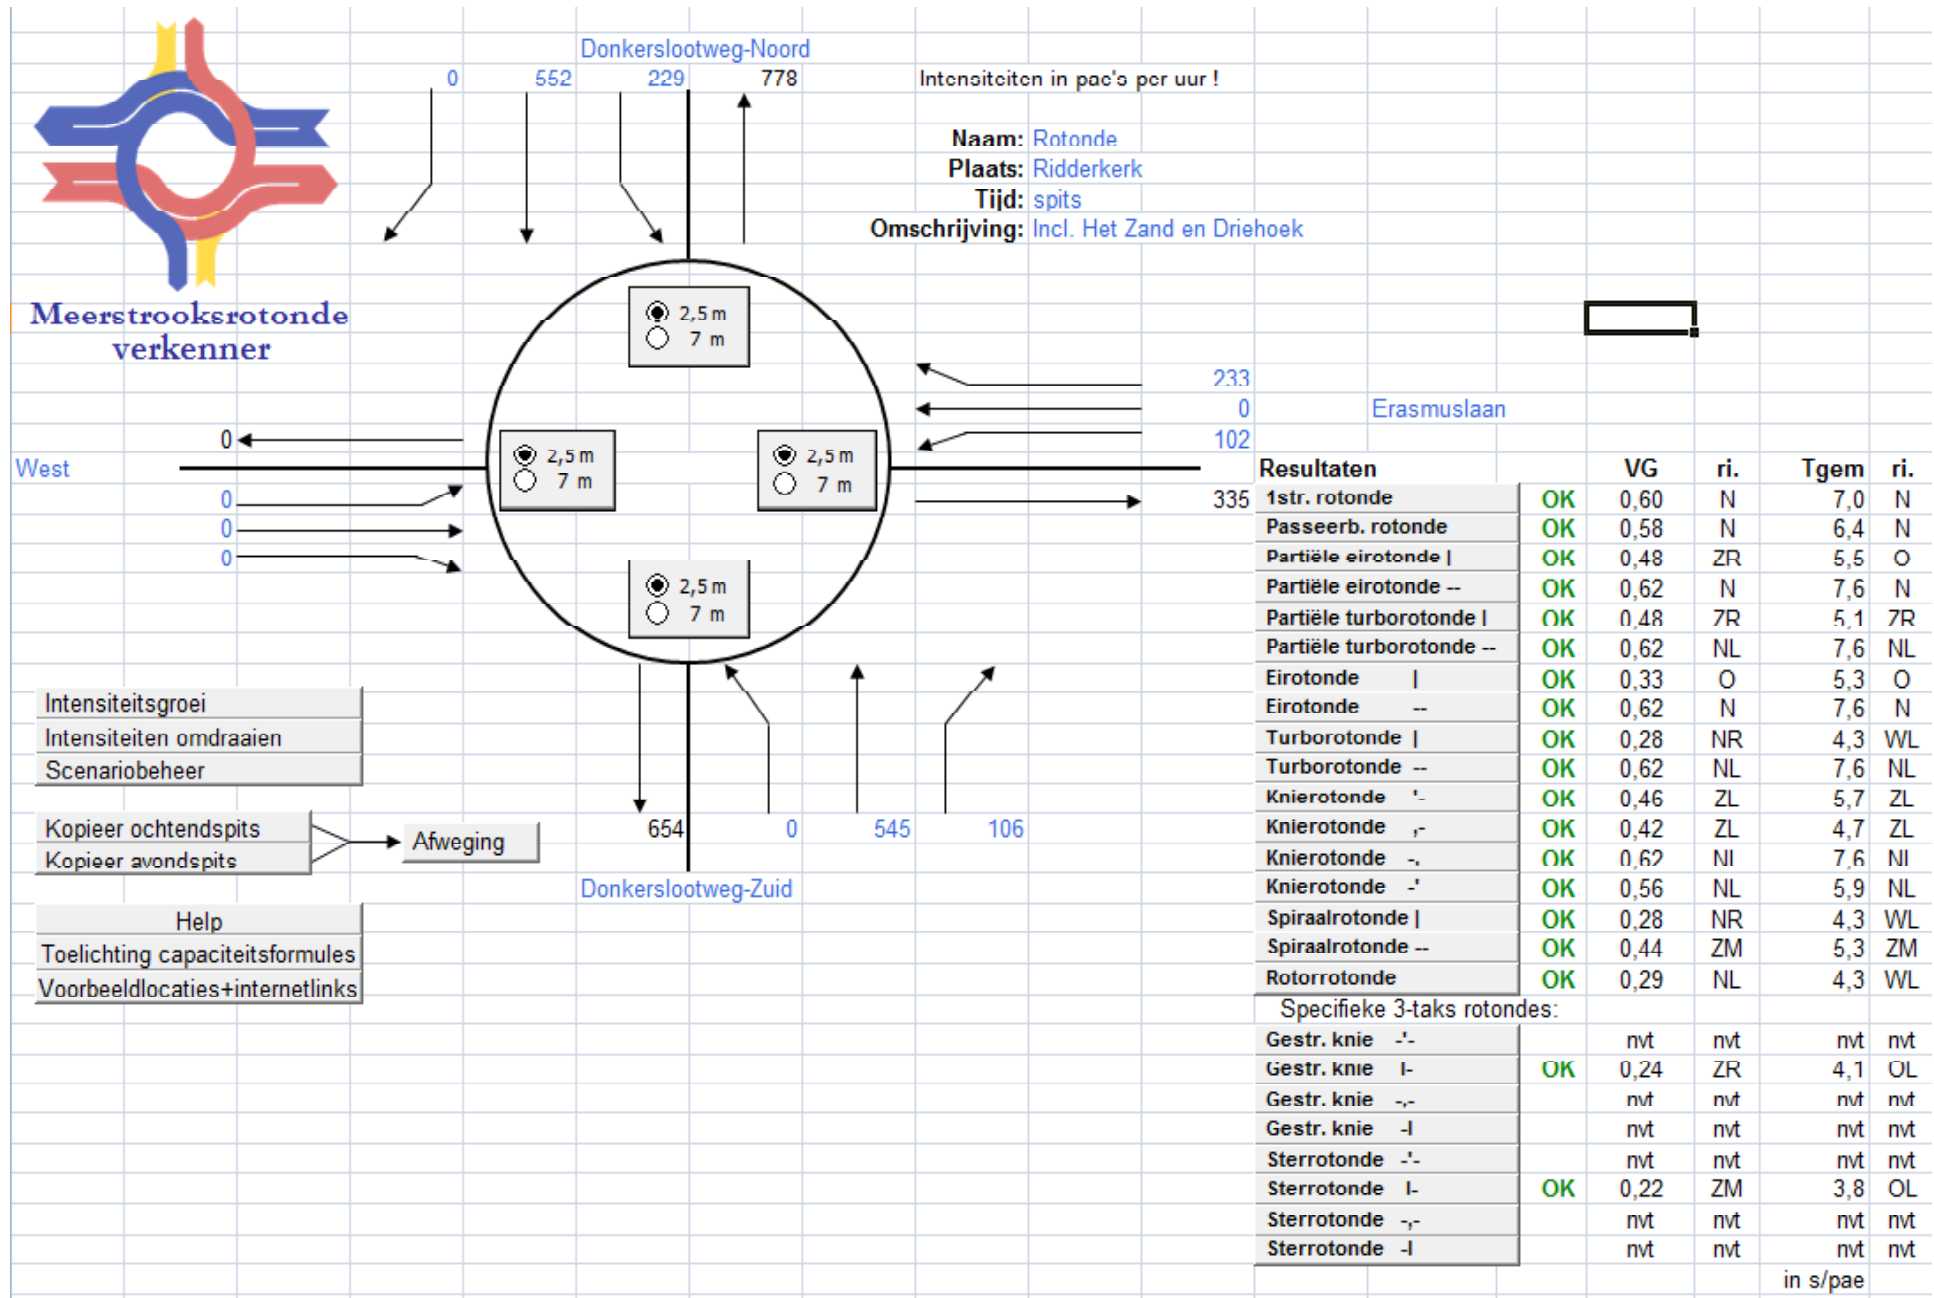 Donkerslootweg-Noord
0 552 229 778 Intensiteiten in pae's per uur !
Naam: Rotonde
Plaats: Ridderkerk
Tijd: spits
Omschrijving: Incl. Het Zand en Driehoek
Meerstrooksrotonde
verkenner
2,5 m
7 m
233
0 Erasmuslaan
102
0
West
2,5 m
7 m
2,5 m
7 m
0
0
0
335
2,5 m
7 m
654 0 545 106
Donkerslootweg-Zuid
Intensiteitsgroei
Intensiteiten omdraaien
Scenariobeheer
Kopieer ochtendspits
Kopieer avondspits
Afweging
Help
Toelichting capaciteitsformules
Voorbeeldlocaties+internetlinks
Resultaten VG ri. Tgem ri.
1str. rotonde OK 0,60 N 7,0 N
Passeerb. rotonde OK 0,58 N 6,4 N
Partiële eirotonde | OK 0,48 ZR 5,5 O
Partiële eirotonde -- OK 0,62 N 7,6 N
Partiële turborotonde | OK 0,48 ZR 5,1 ZR
Partiële turborotonde -- OK 0,62 NL 7,6 NL
Eirotonde | OK 0,33 O 5,3 O
Eirotonde -- OK 0,62 N 7,6 N
Turborotonde | OK 0,28 NR 4,3 WL
Turborotonde -- OK 0,62 NL 7,6 NL
Knierotonde '- OK 0,46 ZL 5,7 ZL
Knierotonde ,- OK 0,42 ZL 4,7 ZL
Knierotonde -, OK 0,62 NL 7,6 NL
Knierotonde -' OK 0,56 NL 5,9 NL
Spiraalrotonde | OK 0,28 NR 4,3 WL
Spiraalrotonde -- OK 0,44 ZM 5,3 ZM
Rotorrotonde OK 0,29 NL 4,3 WL
Specifieke 3-taks rotondes:
Gestr. knie -'- nvt nvt nvt nvt
Gestr. knie l- OK 0,24 ZR 4,1 OL
Gestr. knie -,- nvt nvt nvt nvt
Gestr. knie -l nvt nvt nvt nvt
Sterrotonde -'- nvt nvt nvt nvt
Sterrotonde l- OK 0,22 ZM 3,8 OL
Sterrotonde -,- nvt nvt nvt nvt
Sterrotonde -l nvt nvt nvt nvt
in s/pae